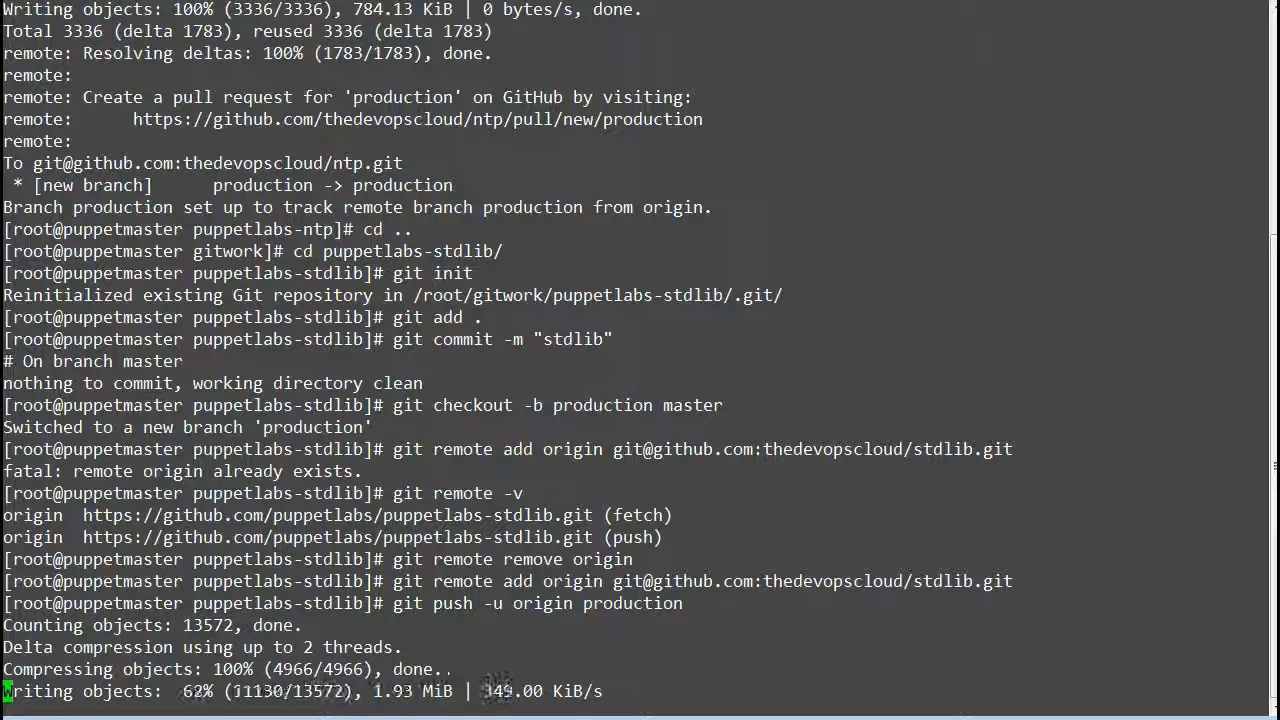 Writing objects: 100% (3336/3336), 784.13 KiB | 0 bytes/s, done.
Total 3336 (delta 1783), reused 3336 (delta 1783)
remote: Resolving deltas: 100% (1783/1783), done.
remote:
remote: Create a pull request for 'production' on GitHub by visiting:
remote:      https://github.com/thedevopscloud/ntp/pull/new/production
remote:
To git@github.com:thedevopscloud/ntp.git
 * [new branch]      production -> production
Branch production set up to track remote branch production from origin.
[root@puppetmaster puppetlabs-ntp]# cd ..
[root@puppetmaster gitwork]# cd puppetlabs-stdlib/
[root@puppetmaster puppetlabs-stdlib]# git init
Reinitialized existing Git repository in /root/gitwork/puppetlabs-stdlib/.git/
[root@puppetmaster puppetlabs-stdlib]# git add .
[root@puppetmaster puppetlabs-stdlib]# git commit -m "stdlib"
# On branch master
nothing to commit, working directory clean
[root@puppetmaster puppetlabs-stdlib]# git checkout -b production master
Switched to a new branch 'production'
[root@puppetmaster puppetlabs-stdlib]# git remote add origin git@github.com:thedevopscloud/stdlib.git
fatal: remote origin already exists.
[root@puppetmaster puppetlabs-stdlib]# git remote -v
origin  https://github.com/puppetlabs/puppetlabs-stdlib.git (fetch)
origin  https://github.com/puppetlabs/puppetlabs-stdlib.git (push)
[root@puppetmaster puppetlabs-stdlib]# git remote remove origin
[root@puppetmaster puppetlabs-stdlib]# git remote add origin git@github.com:thedevopscloud/stdlib.git
[root@puppetmaster puppetlabs-stdlib]# git push -u origin production
Counting objects: 13572, done.
Delta compression using up to 2 threads.
Compressing objects: 100% (4966/4966), done.
Writing objects:  62% (11130/13572), 1.93 MiB | 349.00 KiB/s